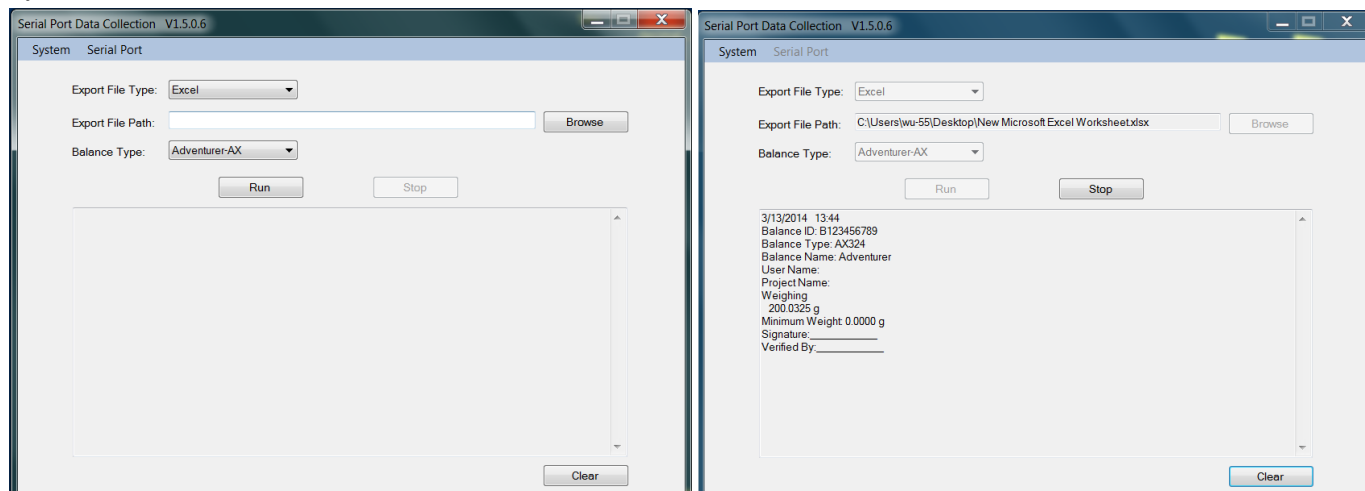 Serial Port Data Collection V1.5.0.6
System Serial Port
Export File Type: Excel
Export File Path: Browse
Balance Type: Adventurer-AX
Run Stop
Clear
Serial Port Data Collection V1.5.0.6
System Serial Port
Export File Type: Excel
Export File Path: C:\Users\wu-55\Desktop\New Microsoft Excel Worksheet.xlsx Browse
Balance Type: Adventurer-AX
Run Stop
3/13/2014 13:44
Balance ID: B123456789
Balance Type: AX324
Balance Name: Adventurer
User Name:
Project Name:
Weighing
200.0325 g
Minimum Weight: 0.0000 g
Signature:____________
Verified By:____________
Clear